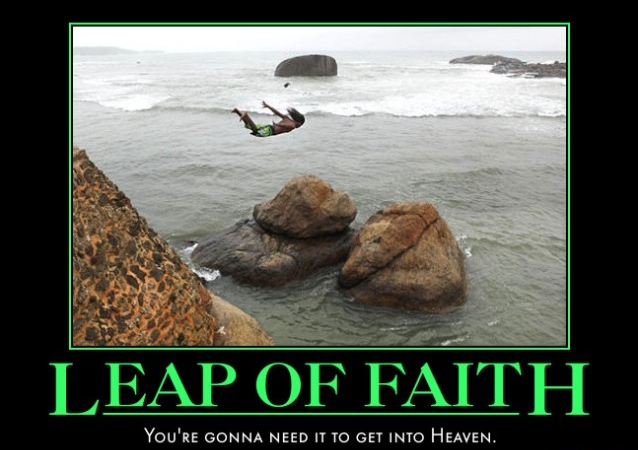 LEAP OF FAITH
YOU'RE GONNA NEED IT TO GET INTO HEAVEN.